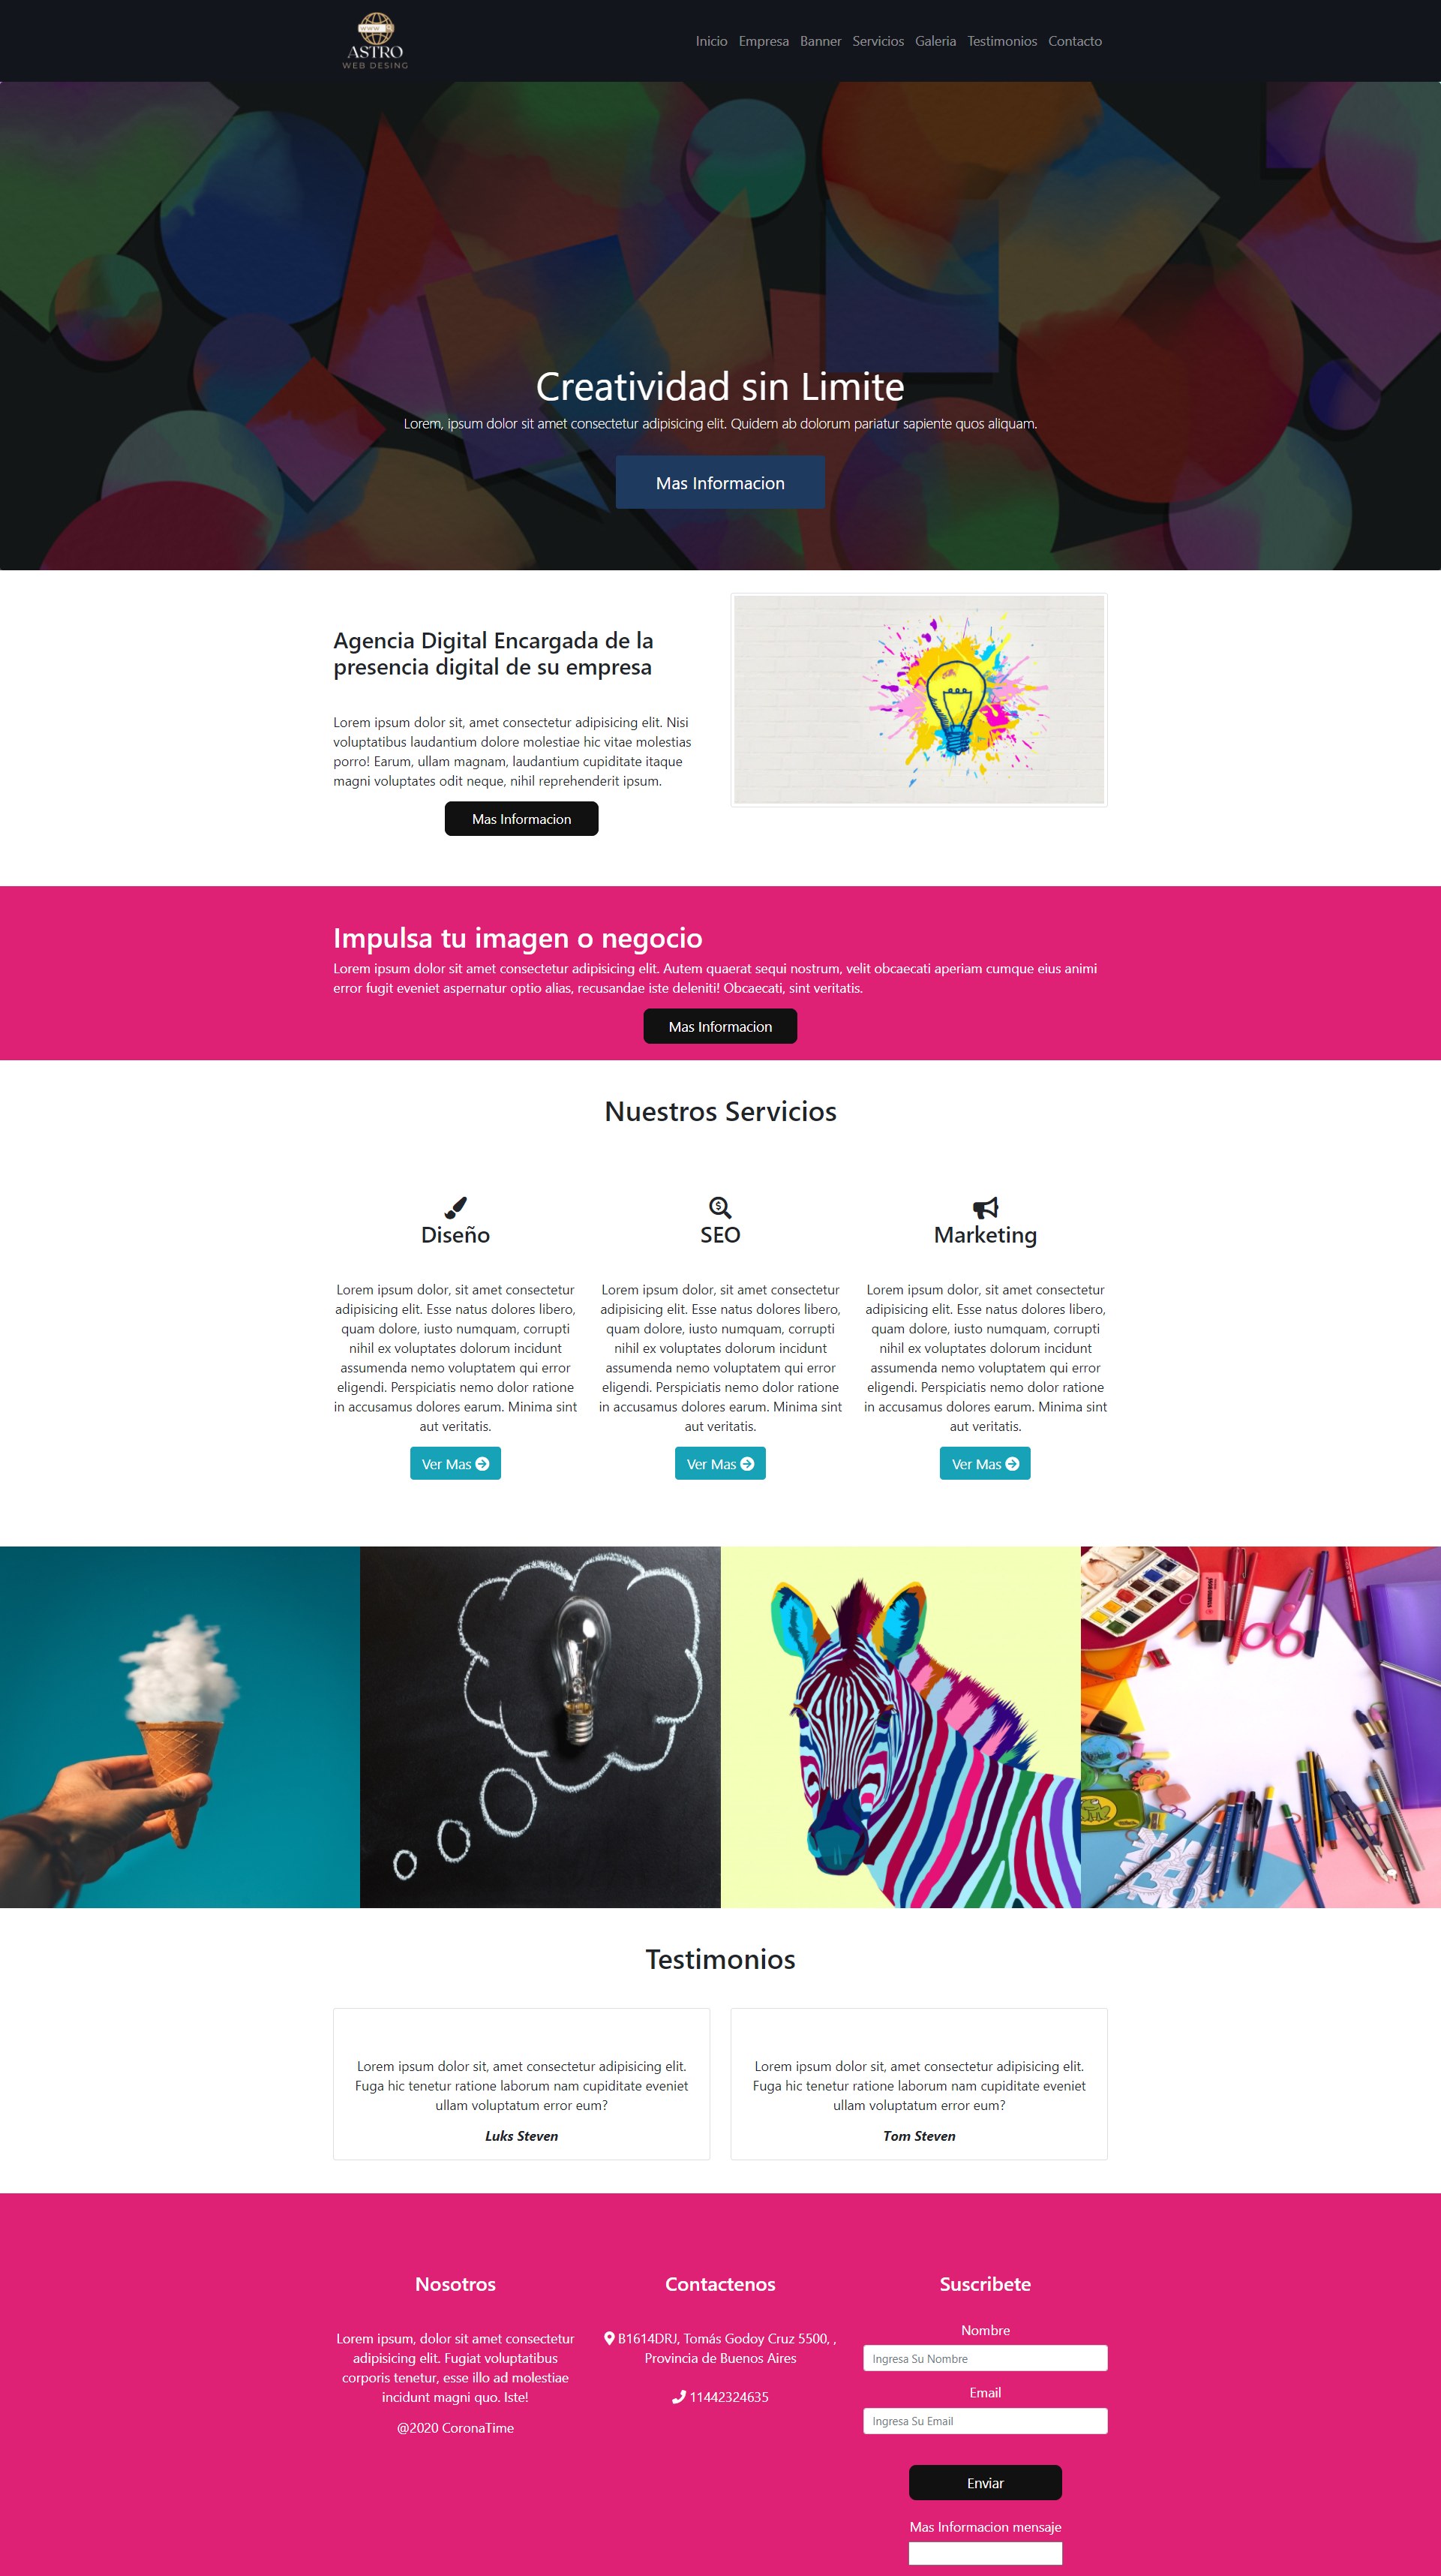 WWW.
ASTRO
WEB DESING
Inicio Empresa Banner Servicios Galeria Testimonios Contacto
Creatividad sin Limite
Lorem, ipsum dolor sit amet consectetur adipisicing elit. Quidem ab dolorum pariatur sapiente quos aliquam.
Mas Informacion
Agencia Digital Encargada de la
presencia digital de su empresa
Lorem ipsum dolor sit, amet consectetur adipisicing elit. Nisi
voluptatibus laudantium dolore molestiae hic vitae molestias
porro! Earum, ullam magnam, laudantium cupiditate itaque
magni voluptates odit neque, nihil reprehenderit ipsum.
Mas Informacion
Impulsa tu imagen o negocio
Lorem ipsum dolor sit amet consectetur adipisicing elit. Autem quaerat sequi nostrum, velit obcaecati aperiam cumque eius animi
error fugit eveniet aspernatur optio alias, recusandae iste deleniti! Obcaecati, sint veritatis.
Mas Informacion
Nuestros Servicios
Diseño
Lorem ipsum dolor, sit amet consectetur
adipisicing elit. Esse natus dolores libero,
quam dolore, iusto numquam, corrupti
nihil ex voluptates dolorum incidunt
assumenda nemo voluptatem qui error
eligendi. Perspiciatis nemo dolor ratione
in accusamus dolores earum. Minima sint
aut veritatis.
Ver Mas
SEO
Lorem ipsum dolor, sit amet consectetur
adipisicing elit. Esse natus dolores libero,
quam dolore, iusto numquam, corrupti
nihil ex voluptates dolorum incidunt
assumenda nemo voluptatem qui error
eligendi. Perspiciatis nemo dolor ratione
in accusamus dolores earum. Minima sint
aut veritatis.
Ver Mas
Marketing
Lorem ipsum dolor, sit amet consectetur
adipisicing elit. Esse natus dolores libero,
quam dolore, iusto numquam, corrupti
nihil ex voluptates dolorum incidunt
assumenda nemo voluptatem qui error
eligendi. Perspiciatis nemo dolor ratione
in accusamus dolores earum. Minima sint
aut veritatis.
Ver Mas
Testimonios
Lorem ipsum dolor sit, amet consectetur adipisicing elit.
Fuga hic tenetur ratione laborum nam cupiditate eveniet
ullam voluptatum error eum?
Luks Steven
Lorem ipsum dolor sit, amet consectetur adipisicing elit.
Fuga hic tenetur ratione laborum nam cupiditate eveniet
ullam voluptatum error eum?
Tom Steven
Nosotros
Lorem ipsum, dolor sit amet consectetur
adipisicing elit. Fugiat voluptatibus
corporis tenetur, esse illo ad molestiae
incidunt magni quo. Iste!
@2020 CoronaTime
Contactenos
B1614DRJ, Tomás Godoy Cruz 5500, ,
Provincia de Buenos Aires
11442324635
Suscribete
Nombre
Ingresa Su Nombre
Email
Ingresa Su Email
Enviar
Mas Informacion mensaje